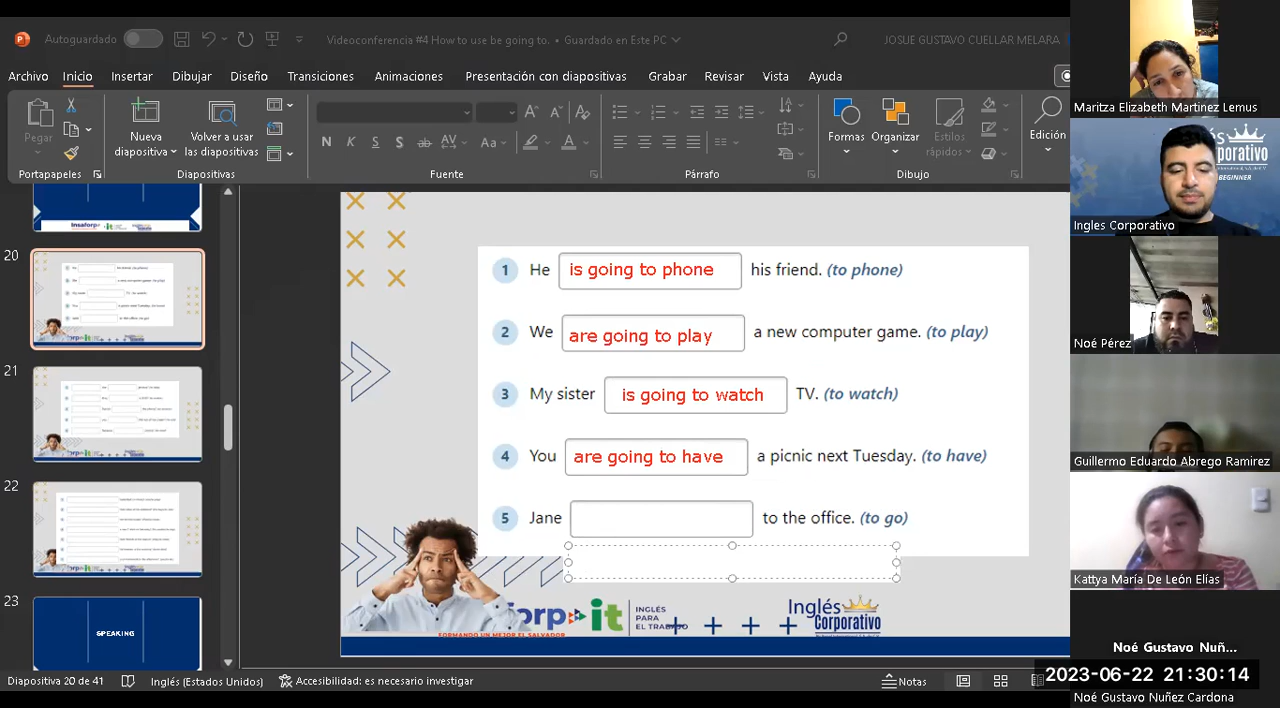 Autoguardado
Videoconferencia #4 How to use be going to. • Guardado en Este PC
JOSUE GUSTAVO CUELLAR MELARA
Archivo Inicio Insertar Dibujar Diseño Transiciones Animaciones Presentación con diapositivas Grabar Revisar Vista Ayuda
Pegar
Nueva diapositiva
Volver a usar las diapositivas
N K S S ab AV Aa A
Formas
Organizar
Estilos rápidos
Edición
Portapapeles
Diapositivas
Fuente
Párrafo
Dibujo
20
21
22
23
SPEAKING
1 He is going to phone his friend. (to phone)
2 We are going to play a new computer game. (to play)
3 My sister is going to watch TV. (to watch)
4 You are going to have a picnic next Tuesday. (to have)
5 Jane to the office. (to go)
forp it
INGLÉS
PARA
EL TRABAJO
FORMANDO UN MEJOR EL SALVADOR
Inglés
Corporativo
Diapositiva 20 de 41
Inglés (Estados Unidos)
Accesibilidad: es necesario investigar
Notas
Maritza Elizabeth Martinez Lemus
Inglés
Corporativo
BEGINNER
Ingles Corporativo
Noé Pérez
Guillermo Eduardo Abrego Ramirez
Kattya María De León Elías
Noé Gustavo Nuñ...
2023-06-22 21:30:14
Noé Gustavo Nuñez Cardona